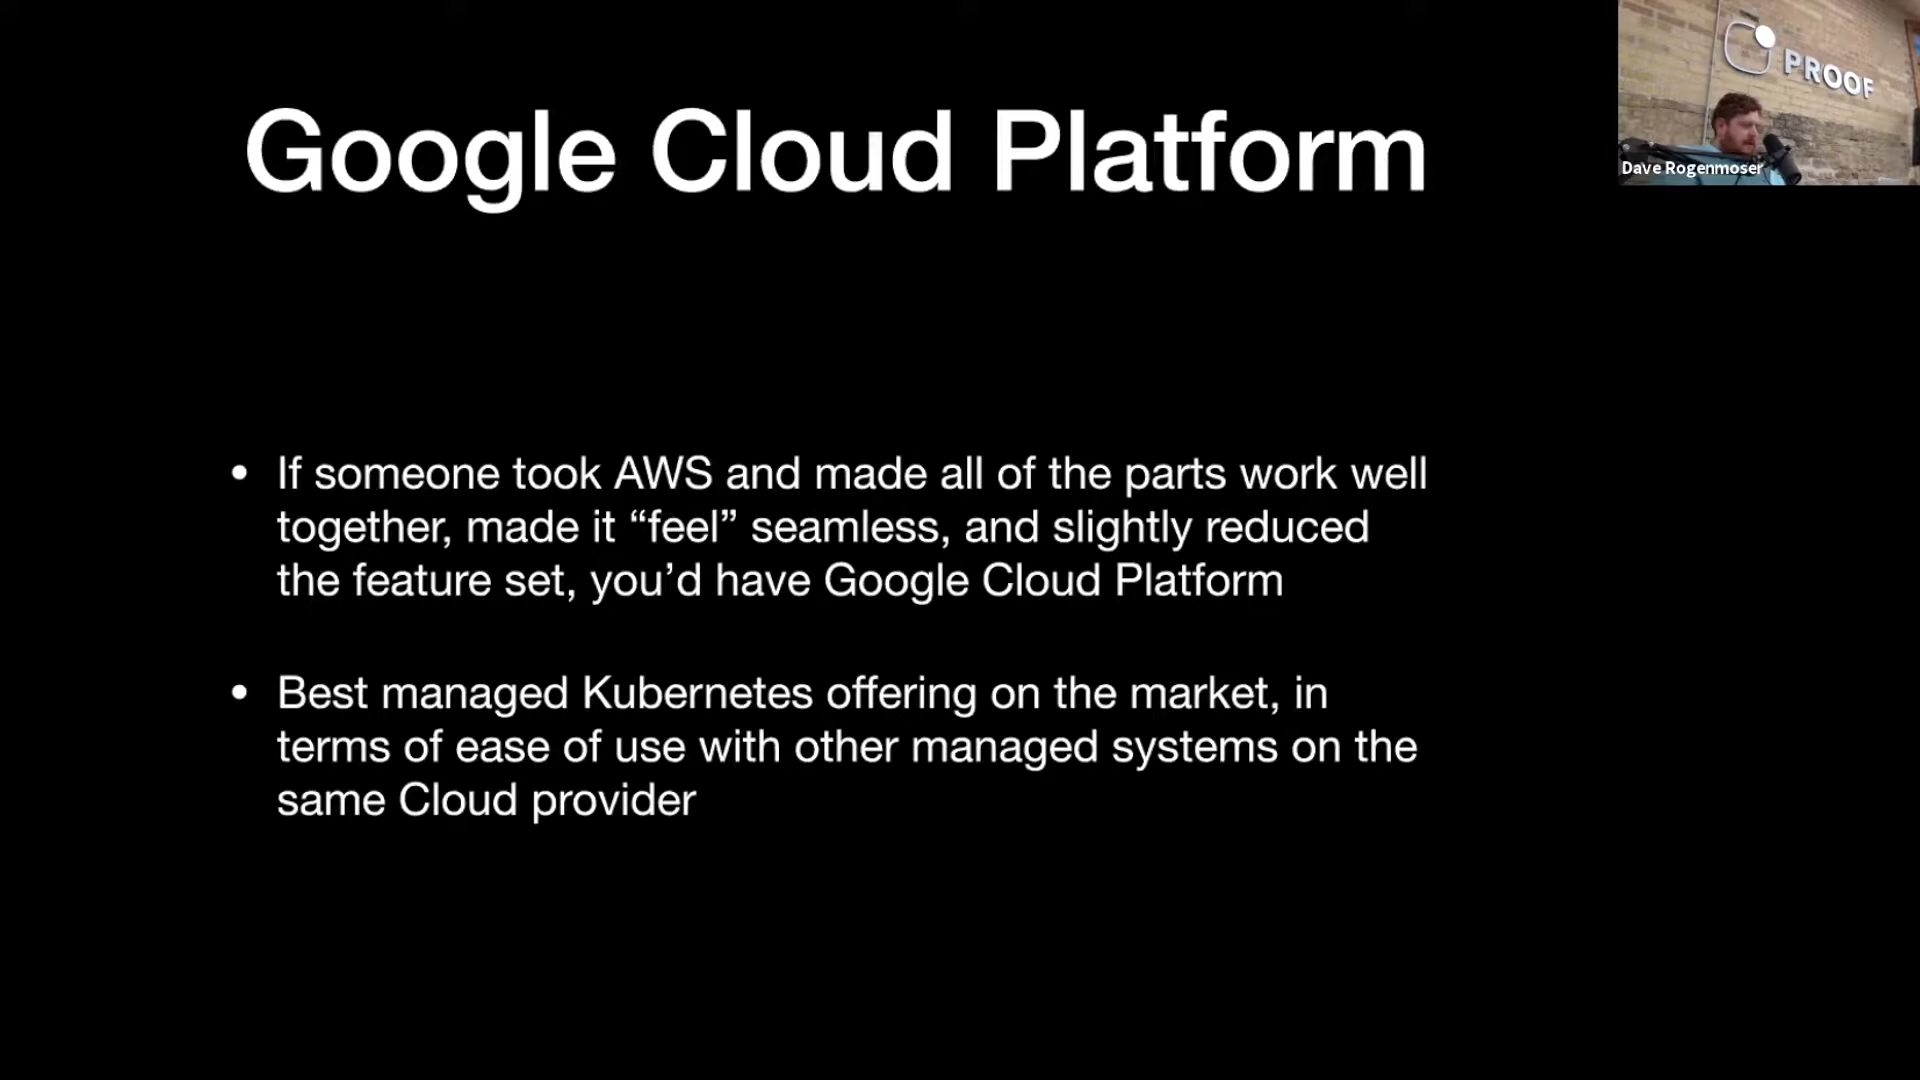 Google Cloud Platform
PROOF
Dave Rogenmoser
• If someone took AWS and made all of the parts work well
together, made it “feel” seamless, and slightly reduced
the feature set, you’d have Google Cloud Platform
• Best managed Kubernetes offering on the market, in
terms of ease of use with other managed systems on the
same Cloud provider